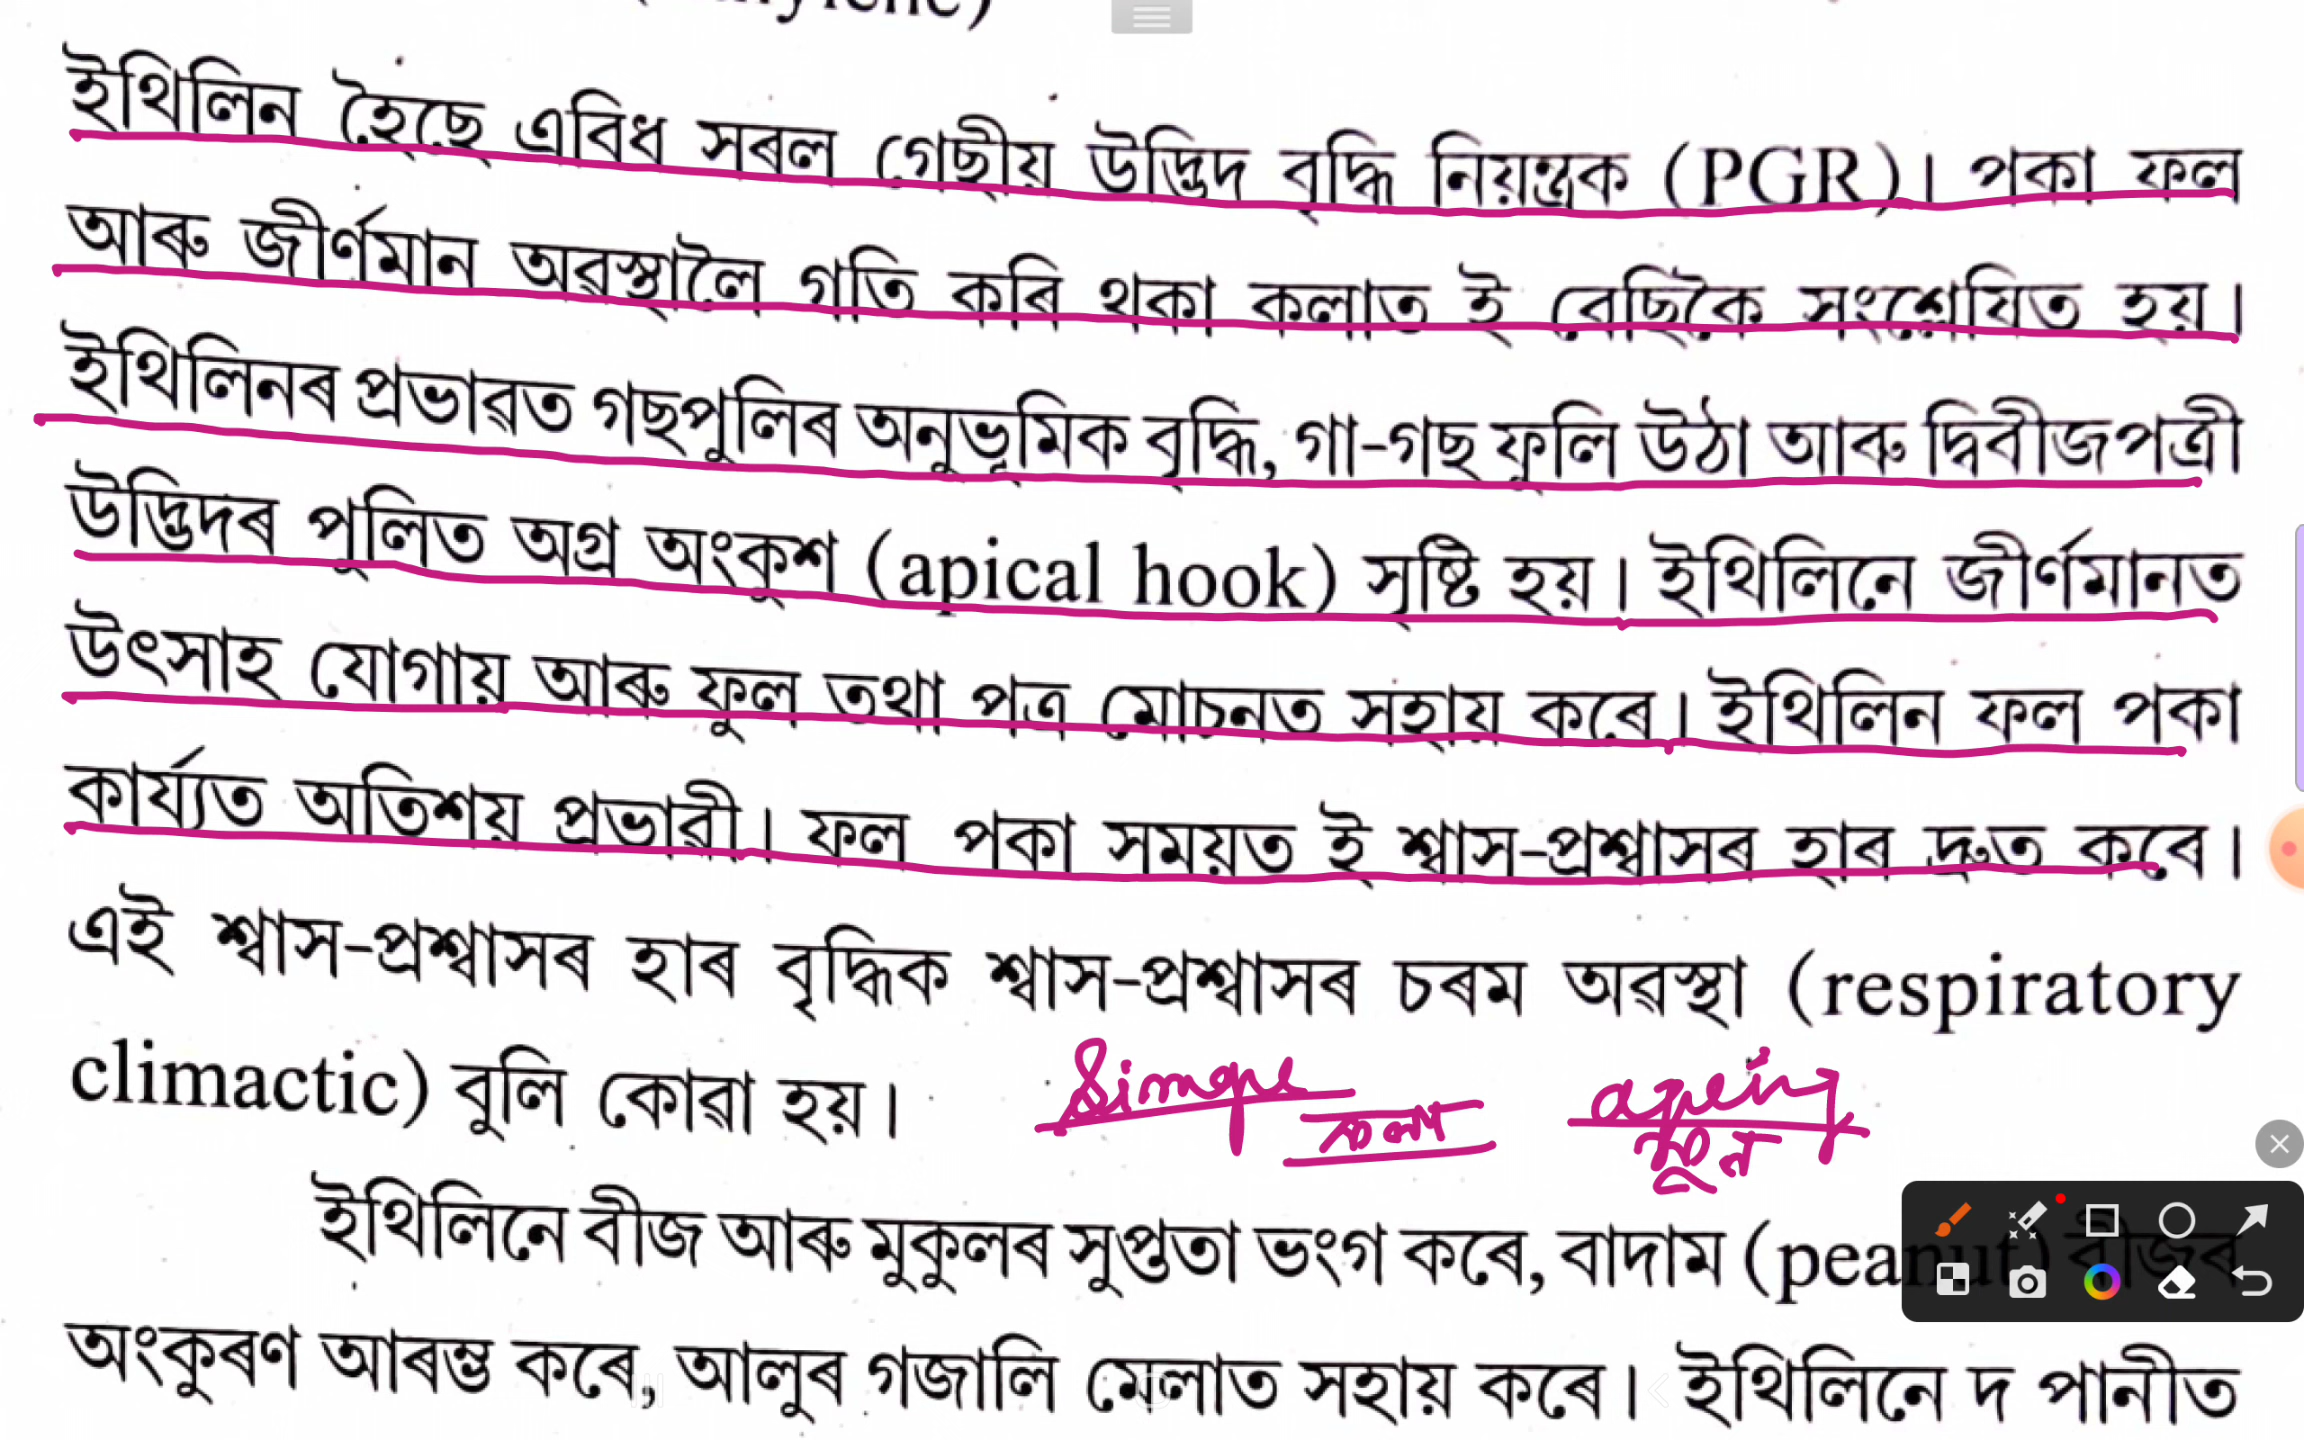 ইথিলিন হৈছে এবিধ সৰল গেছীয় উদ্ভিদ বৃদ্ধি নিয়ন্ত্ৰক (PGR)। পকা ফল
আৰু জীৰ্ণমান অৱস্থালৈ গতি কৰি থকা কলাত ই বেছিকৈ সংশ্লেষিত হয়।
ইথিলিনৰ প্ৰভাৱত গছপুলিৰ অনুভূমিক বৃদ্ধি, গা-গছ ফুলি উঠা আৰু দ্বিবীজপত্ৰী
উদ্ভিদৰ পুলিত অগ্ৰ অংকুশ (apical hook) সৃষ্টি হয়। ইথিলিনে জীৰ্ণমানত
উৎসাহ যোগায় আৰু ফুল তথা পত্ৰ মোচনত সহায় কৰে। ইথিলিন ফল পকা
কাৰ্য্যত অতিশয় প্ৰভাৱী। ফল পকা সময়ত ই শ্বাস-প্ৰশ্বাসৰ হাৰ দ্ৰুত কৰে।
এই শ্বাস-প্ৰশ্বাসৰ হাৰ বৃদ্ধিক শ্বাস-প্ৰশ্বাসৰ চৰম অৱস্থা (respiratory
climactic) বুলি কোৱা হয়।
ইথিলিনে বীজ আৰু মুকুলৰ সুপ্ততা ভংগ কৰে, বাদাম (peanut) বীজৰ
অংকুৰণ আৰম্ভ কৰে, আলুৰ গজালি মেলাত সহায় কৰে। ইথিলিনে দ পানীত